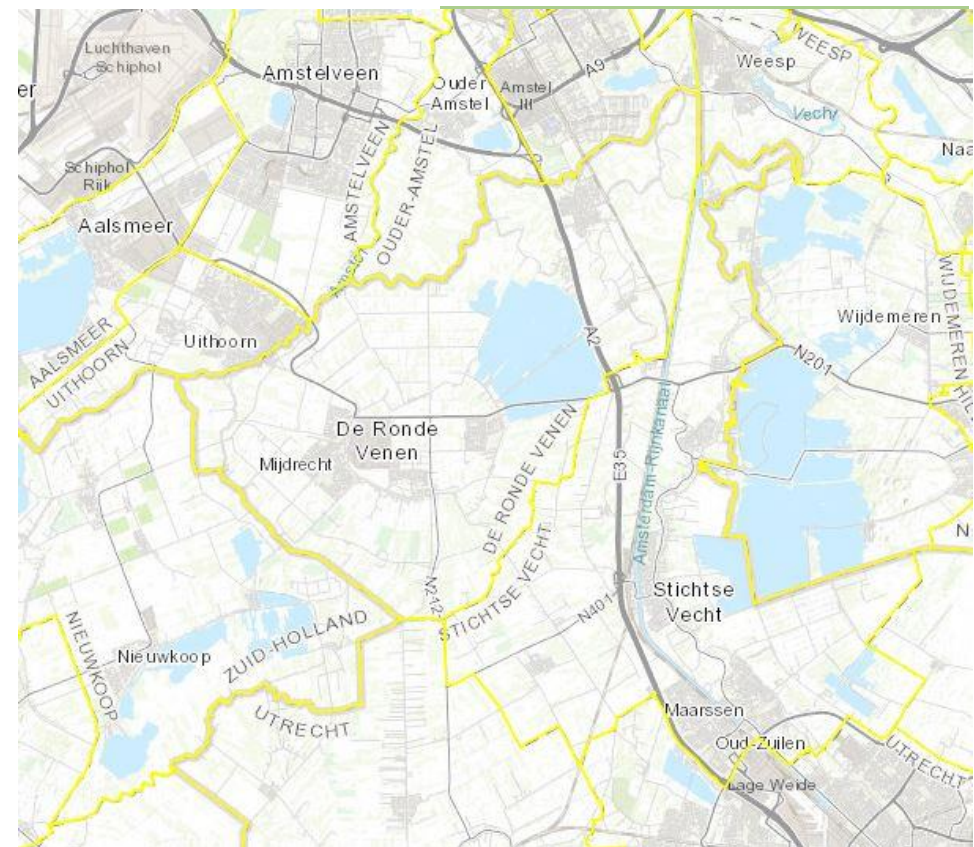 Luchthaven
Schiphol
er
Amstelveen
Ouder
Amstel
Amstel
III
A9
Weesp
WEESP
Vecht
Naa
Schiphol
Rijk
Aalsmeer
AMSTELVEEN
OUDER-AMSTEL
Amstel
AALSMEER
UITHOORN
Uithoorn
A2
Wijdemeren
WIJDEMEREN
HIL
N201
De Ronde
Venen
Mijdrecht
DE RONDE VENEN
STICHTSE VECHT
E35
Amsterdam-Rijnkanaal
N
N212
N401
Stichtse
Vecht
NIEUWKOOP
Nieuwkoop
ZUID-HOLLAND
UTRECHT
Maarssen
Oud-Zuilen
Lage Weide
UTRECHT